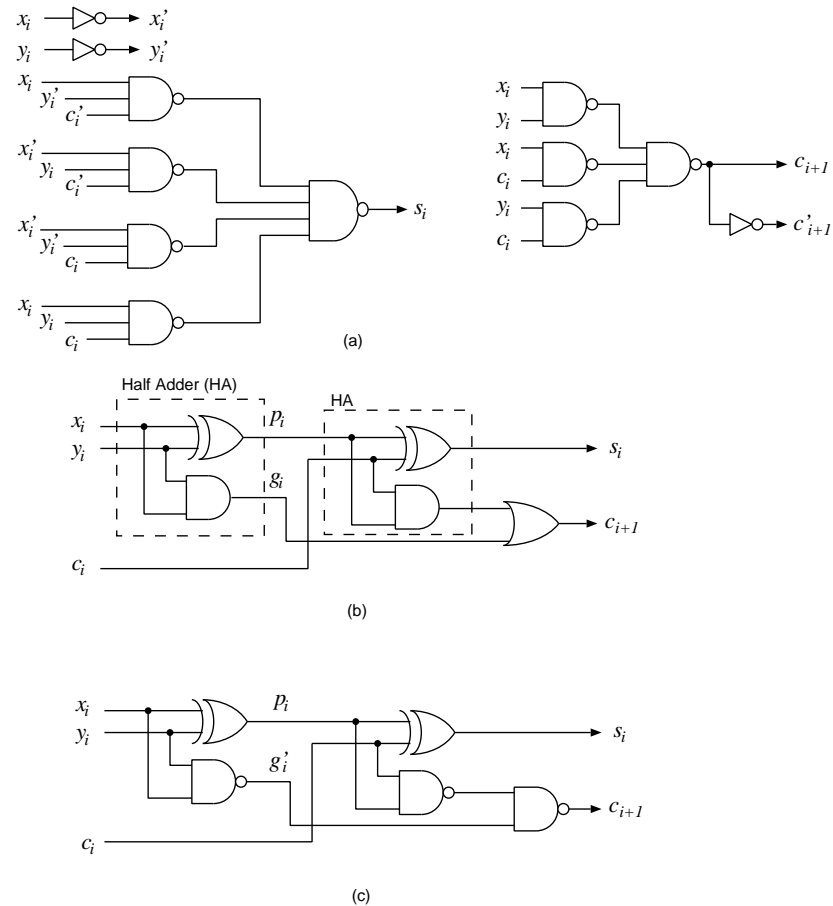 xᵢ xᵢ’
yᵢ yᵢ’
xᵢ
yᵢ’
cᵢ’
xᵢ’
yᵢ
cᵢ’
xᵢ’
yᵢ’
cᵢ
xᵢ
yᵢ
cᵢ
sᵢ
xᵢ
yᵢ
xᵢ
cᵢ
yᵢ
cᵢ
cᵢ₊₁
c’ᵢ₊₁
(a)
Half Adder (HA)
HA
xᵢ
yᵢ
pᵢ
gᵢ
cᵢ
sᵢ
cᵢ₊₁
(b)
xᵢ
yᵢ
pᵢ
g’ᵢ
cᵢ
sᵢ
cᵢ₊₁
(c)